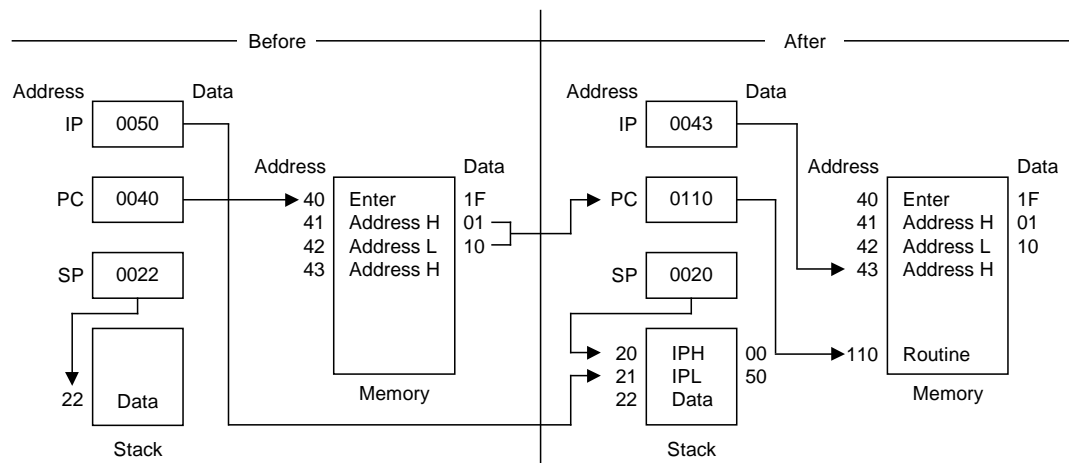 Before
After
Address Data
IP 0050
PC 0040
SP 0022
22 Data
Stack
Address Data
40 Enter 1F
41 Address H 01
42 Address L 10
43 Address H
Memory
Address Data
IP 0043
PC 0110
SP 0020
20 IPH 00
21 IPL 50
22 Data
Stack
Address Data
40 Enter 1F
41 Address H 01
42 Address L 10
43 Address H
110 Routine
Memory